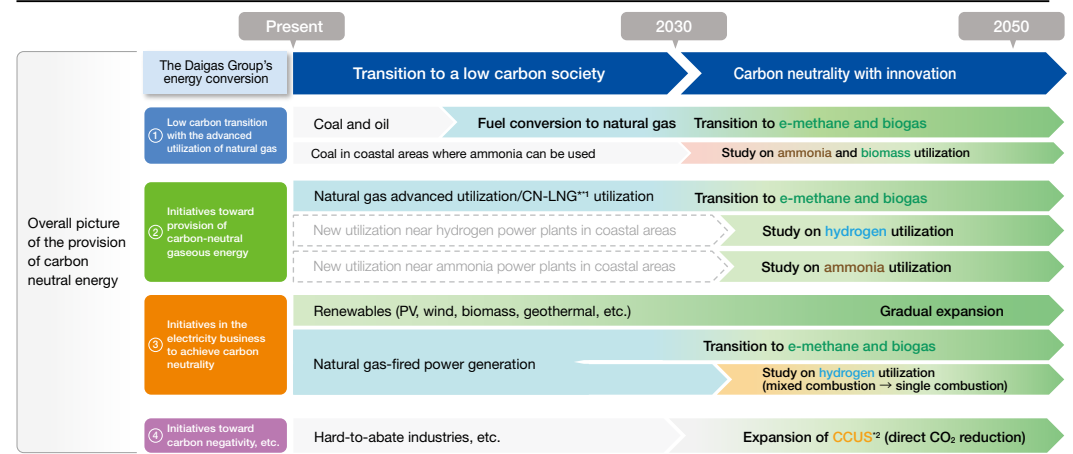 Present
2030
2050
The Daigas Group's
energy conversion
Transition to a low carbon society
Carbon neutrality with innovation
Overall picture
of the provision
of carbon
neutral energy
① Low carbon transition
with the advanced
utilization of natural gas
Coal and oil
Fuel conversion to natural gas
Transition to e-methane and biogas
Coal in coastal areas where ammonia can be used
Study on ammonia and biomass utilization
② Initiatives toward
provision of
carbon-neutral
gaseous energy
Natural gas advanced utilization/CN-LNG**1 utilization
Transition to e-methane and biogas
New utilization near hydrogen power plants in coastal areas
Study on hydrogen utilization
New utilization near ammonia power plants in coastal areas
Study on ammonia utilization
③ Initiatives in the
electricity business
to achieve carbon
neutrality
Renewables (PV, wind, biomass, geothermal, etc.)
Gradual expansion
Natural gas-fired power generation
Transition to e-methane and biogas
Study on hydrogen utilization
(mixed combustion → single combustion)
④ Initiatives toward
carbon negativity, etc.
Hard-to-abate industries, etc.
Expansion of CCUS*2 (direct CO₂ reduction)